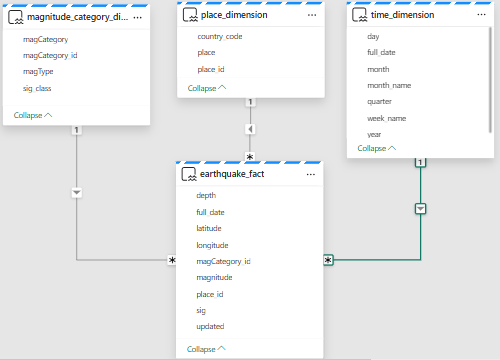 magnitude_category_di...
magCategory
magCategory_id
magType
sig_class
Collapse
place_dimension
country_code
place
place_id
Collapse
time_dimension
day
full_date
month
month_name
quarter
week_name
year
Collapse
1
1
1
*
*
*
earthquake_fact
depth
full_date
latitude
longitude
magCategory_id
magnitude
place_id
sig
updated
Collapse